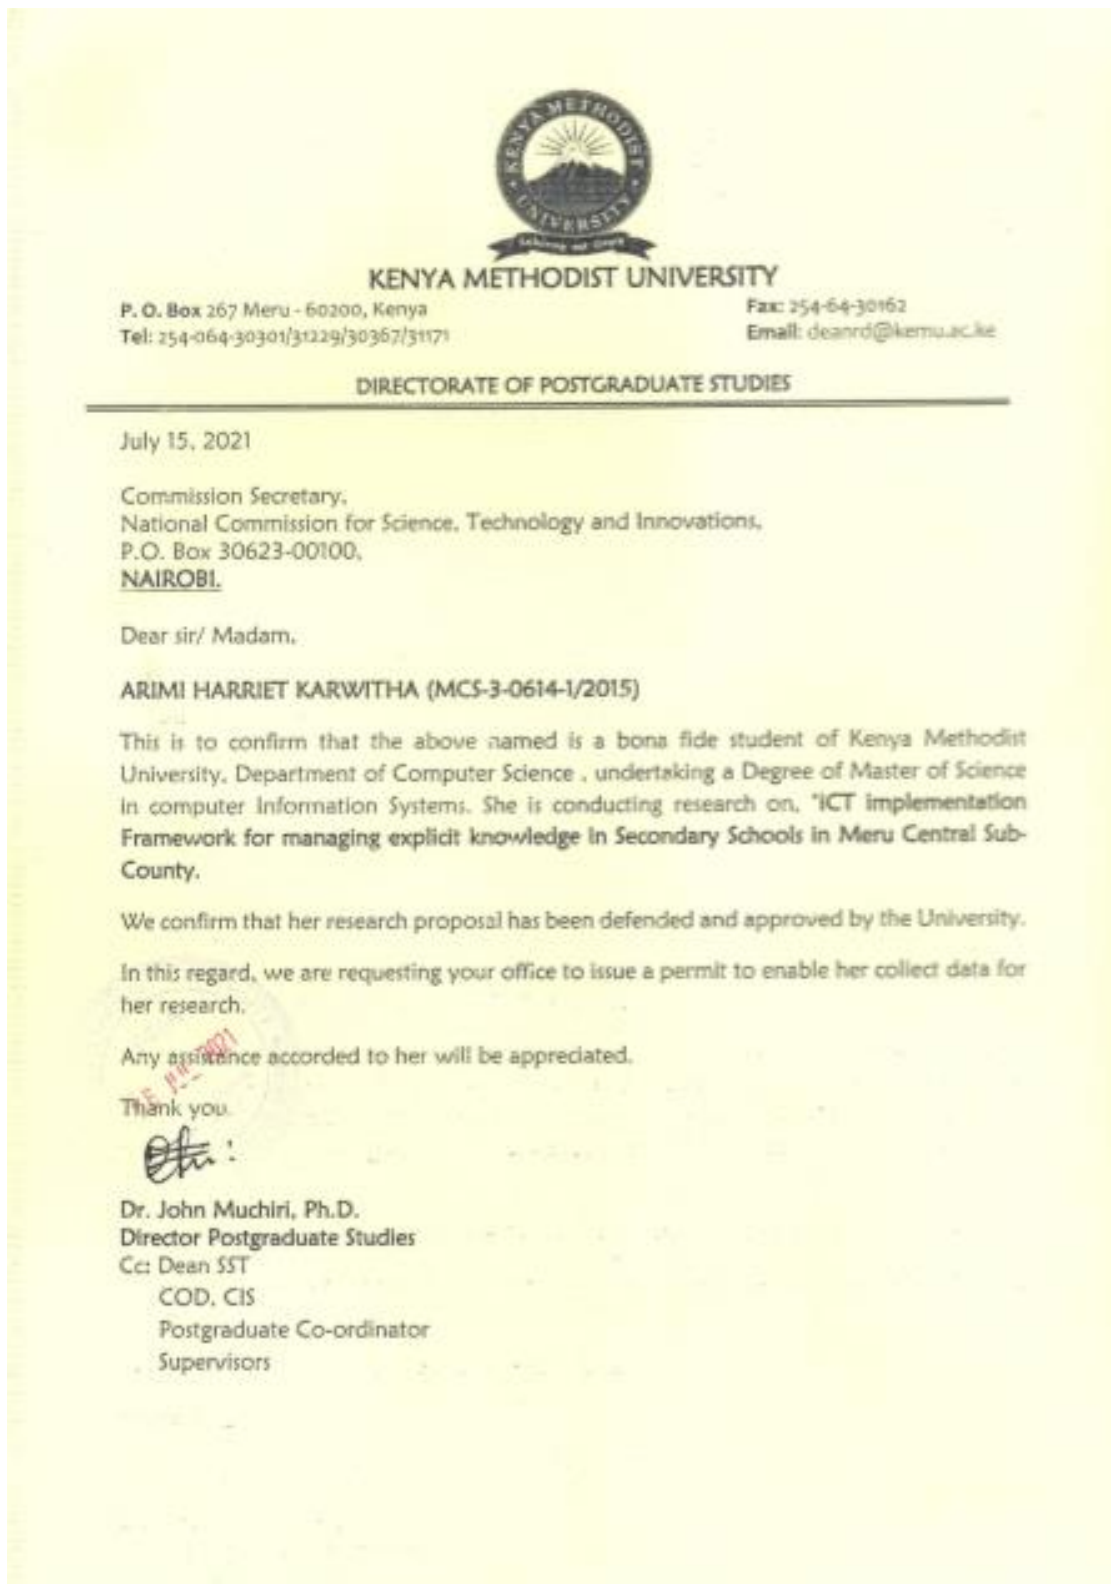 KENYA METHODIST
UNIVERSITY
KENYA METHODIST UNIVERSITY
P. O. Box 267 Meru - 60200, Kenya
Tel: 254-064-30301/31229/30367/31171
Fax: 254-64-30162
Email: deanrd@kemu.ac.ke
DIRECTORATE OF POSTGRADUATE STUDIES
July 15, 2021
Commission Secretary,
National Commission for Science, Technology and Innovations,
P.O. Box 30623-00100,
NAIROBI.
Dear sir/ Madam,
ARIMI HARRIET KARWITHA (MCS-3-0614-1/2015)
This is to confirm that the above named is a bona fide student of Kenya Methodist
University, Department of Computer Science , undertaking a Degree of Master of Science
in computer Information Systems. She is conducting research on, "ICT implementation
Framework for managing explicit knowledge in Secondary Schools in Meru Central Sub-
County.
We confirm that her research proposal has been defended and approved by the University.
In this regard, we are requesting your office to issue a permit to enable her collect data for
her research.
Any assistance accorded to her will be appreciated.
2021
Thank you.
Dr. John Muchiri, Ph.D.
Director Postgraduate Studies
Cc: Dean SST
COD, CIS
Postgraduate Co-ordinator
Supervisors